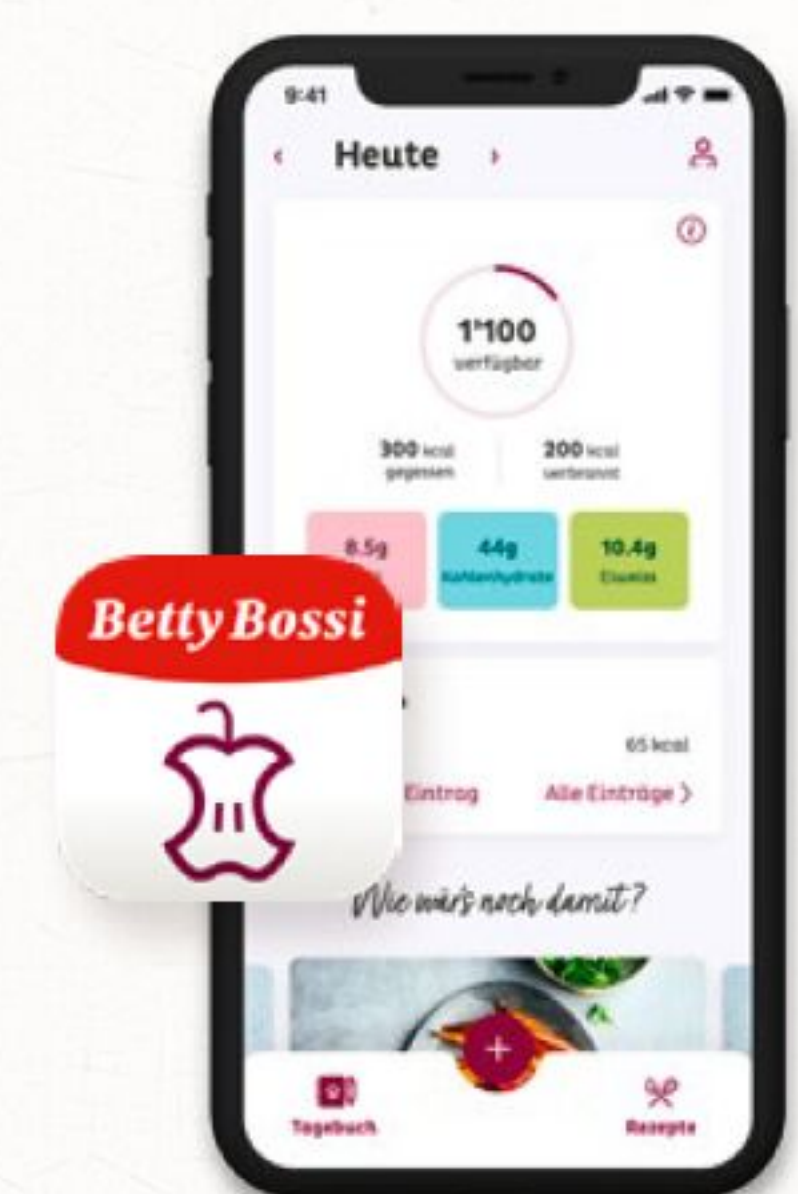 9:41
Heute
1'100
verfügbar
300 kcal
gegessen
200 kcal
verbrannt
8.5g
44g
Kohlenhydrate
10.4g
Eiweiss
Betty Bossi
65 kcal
Eintrag
Alle Einträge
Wie wär's noch damit?
Tagebuch
Rezepte